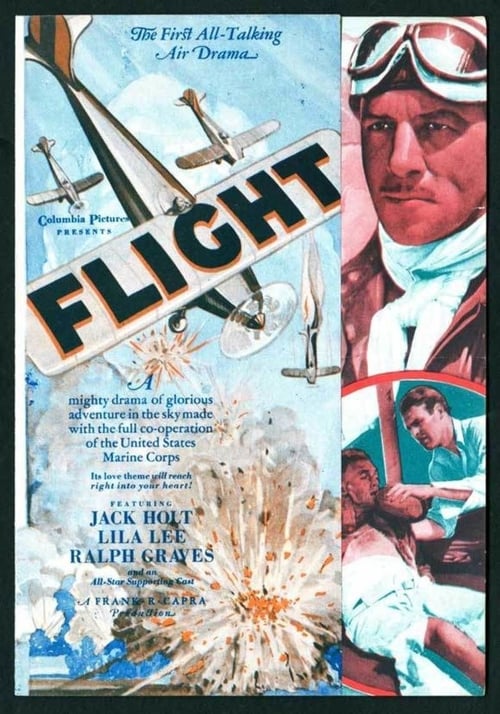 The First All-Talking
Air Drama
Columbia Pictures
PRESENTS
FLIGHT
A
mighty drama of glorious
adventure in the sky made
with the full co-operation
of the United States
Marine Corps
Its love theme will reach
right into your heart!
FEATURING
JACK HOLT
LILA LEE
RALPH GRAVES
and an
All-Star Supporting Cast
A FRANK R. CAPRA
Production